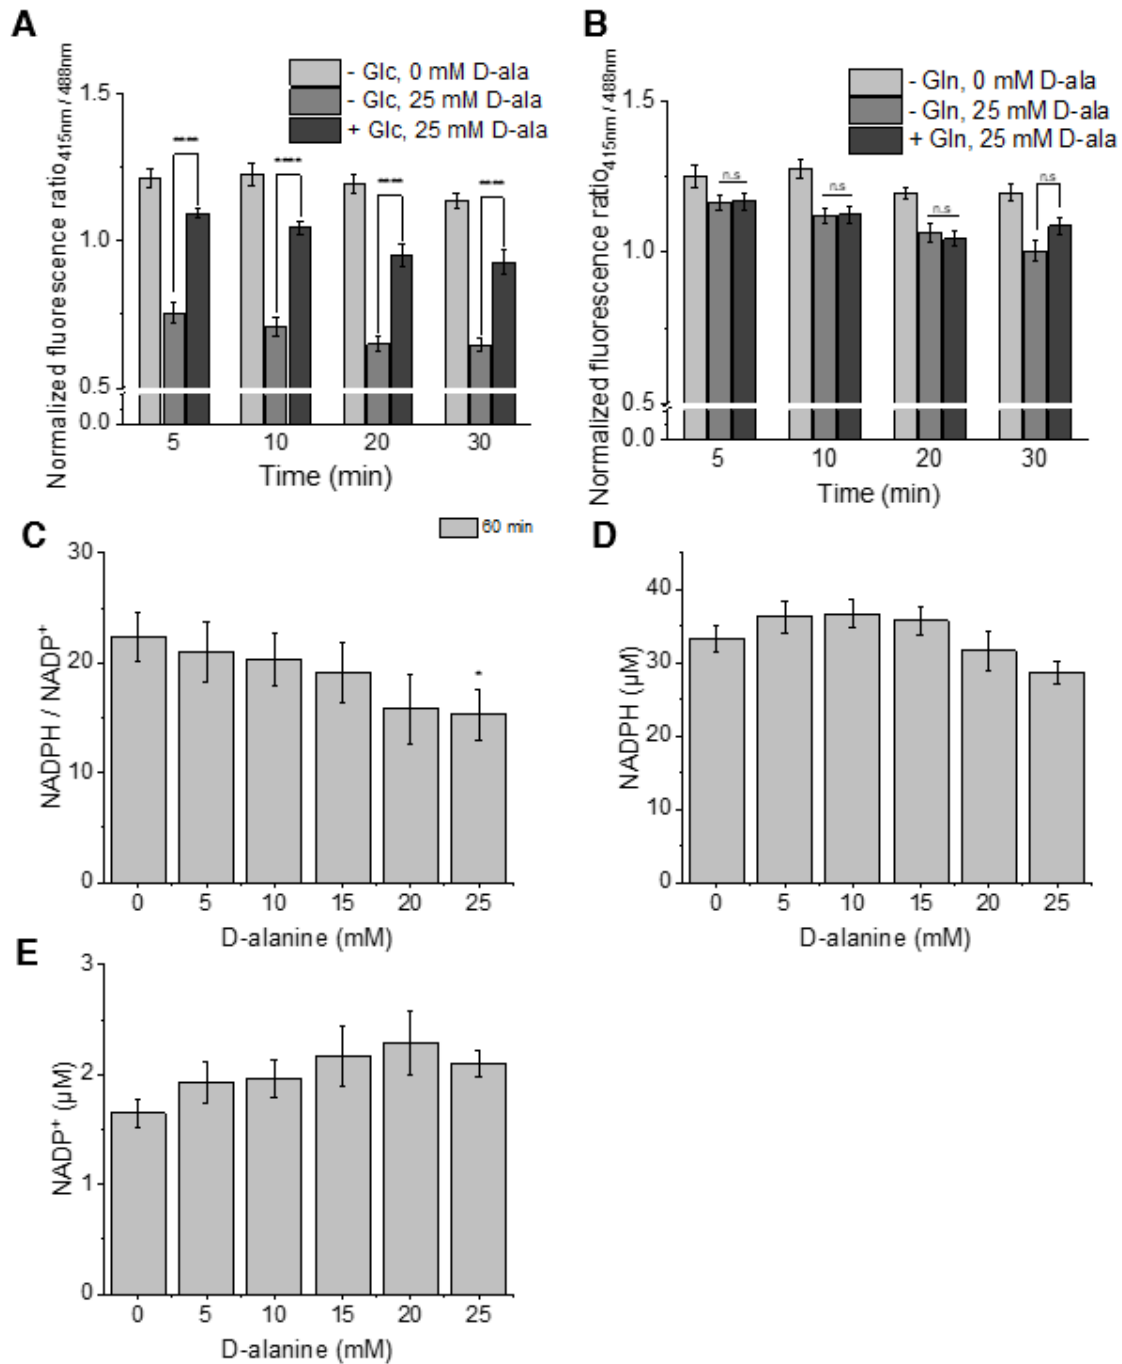 A
Normalized fluorescence ratio415nm / 488nm
- Glc, 0 mM D-ala
- Glc, 25 mM D-ala
+ Glc, 25 mM D-ala
1.5
1.0
0.5
0.0
**** **** **** ****
5 10 20 30
Time (min)
B
Normalized fluorescence ratio415nm / 488nm
- Gln, 0 mM D-ala
- Gln, 25 mM D-ala
+ Gln, 25 mM D-ala
1.5
1.0
0.5
0.0
n.s n.s n.s n.s
5 10 20 30
Time (min)
C
60 min
NADPH / NADP+
30
20
10
0
*
0 5 10 15 20 25
D-alanine (mM)
D
NADPH (µM)
40
30
20
10
0
0 5 10 15 20 25
D-alanine (mM)
E
NADP+ (µM)
3
2
1
0
0 5 10 15 20 25
D-alanine (mM)